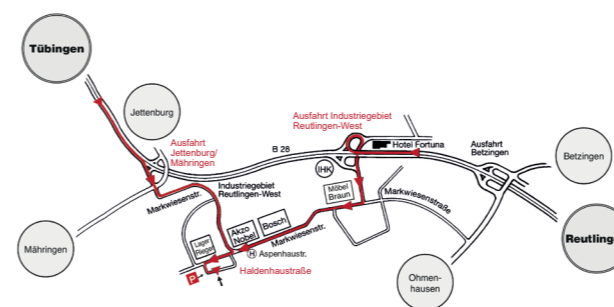 Tübingen
Jettenburg
Ausfahrt
Jettenburg/
Mähringen
B 28
Ausfahrt Industriegebiet
Reutlingen-West
Hotel Fortuna
Ausfahrt
Betzingen
Betzingen
IHK
Industriegebiet
Reutlingen-West
Markwiesenstr.
Möbel
Braun
Markwiesenstraße
Reutling
Lager
Rieger
Akzo
Nobel
Bosch
Markwiesenstr.
Mähringen
H Aspenhaustr.
P
Haldenhaustraße
Ohmen-
hausen